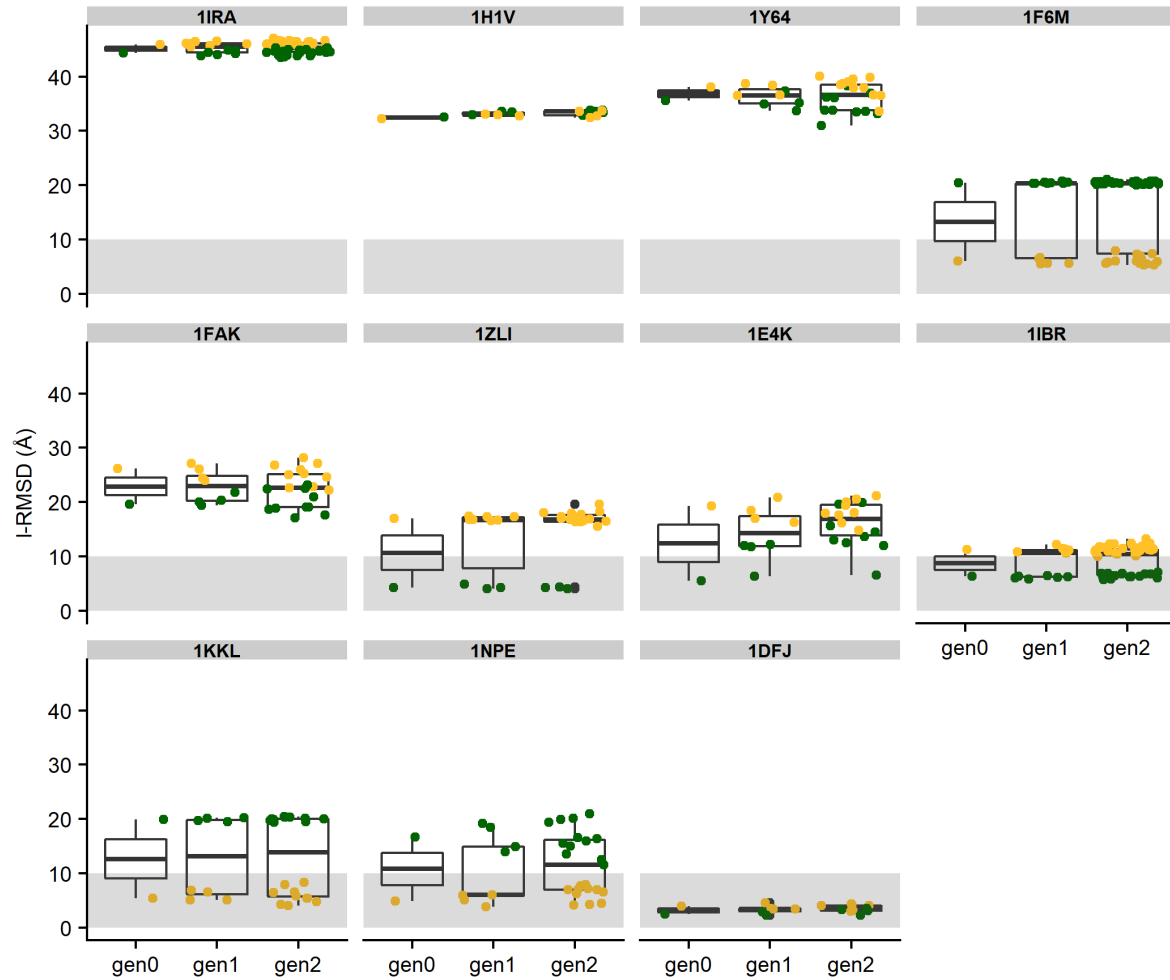 1IRA 1H1V 1Y64 1F6M
40
30
20
10
0
1FAK 1ZLI 1E4K 1IBR
40
30
20
10
0
I-RMSD (Å)
gen0 gen1 gen2
1KKL 1NPE 1DFJ
40
30
20
10
0
gen0 gen1 gen2 gen0 gen1 gen2 gen0 gen1 gen2